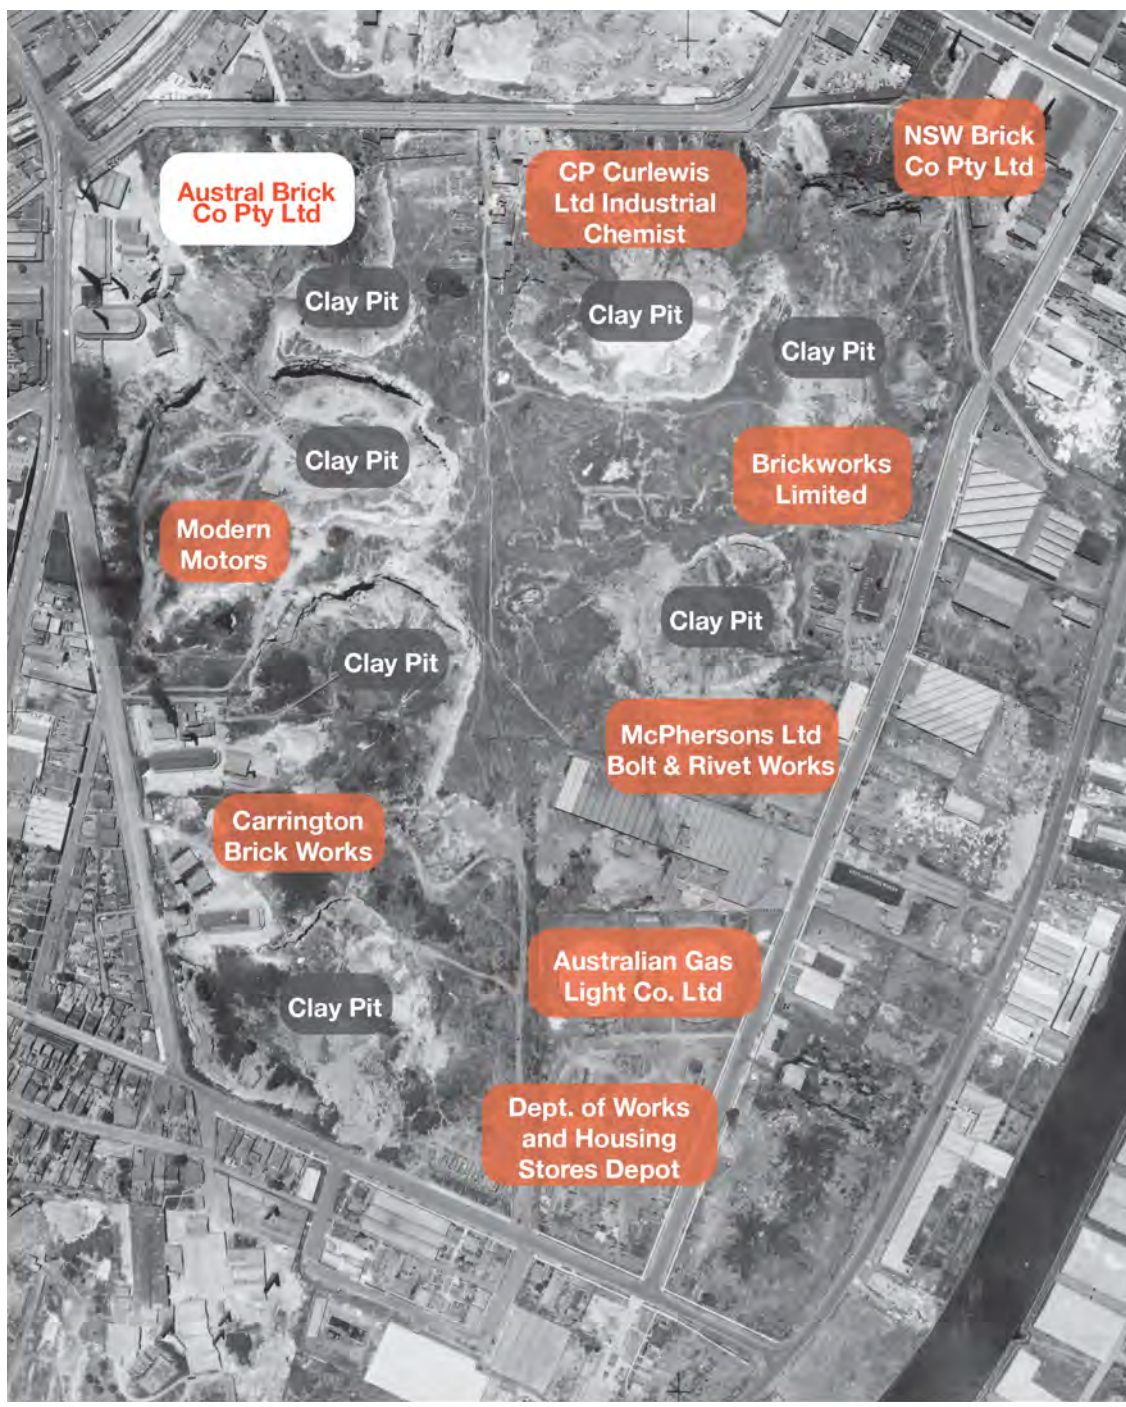 NSW Brick
Co Pty Ltd
Austral Brick
Co Pty Ltd
CP Curlewis
Ltd Industrial
Chemist
Clay Pit
Clay Pit
Clay Pit
Clay Pit
Brickworks
Limited
Modern
Motors
Clay Pit
Clay Pit
McPhersons Ltd
Bolt & Rivet Works
Carrington
Brick Works
Australian Gas
Light Co. Ltd
Clay Pit
Dept. of Works
and Housing
Stores Depot